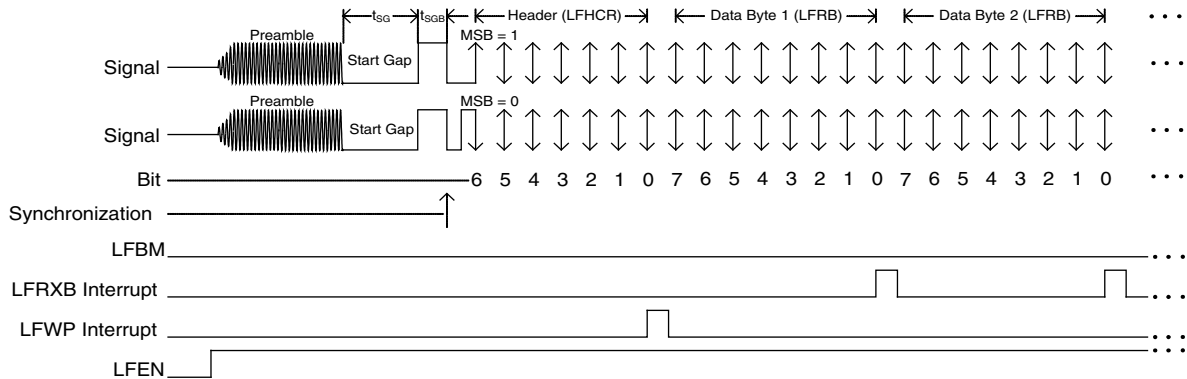 t_SG t_SGB Header (LFHCR) Data Byte 1 (LFRB) Data Byte 2 (LFRB) • • •
Preamble MSB = 1
Signal Start Gap • • •
Preamble MSB = 0
Signal Start Gap • • •
Bit 6 5 4 3 2 1 0 7 6 5 4 3 2 1 0 7 6 5 4 3 2 1 0 • • •
Synchronization
LFBM • • •
LFRXB Interrupt • • •
LFWP Interrupt • • •
LFEN • • •